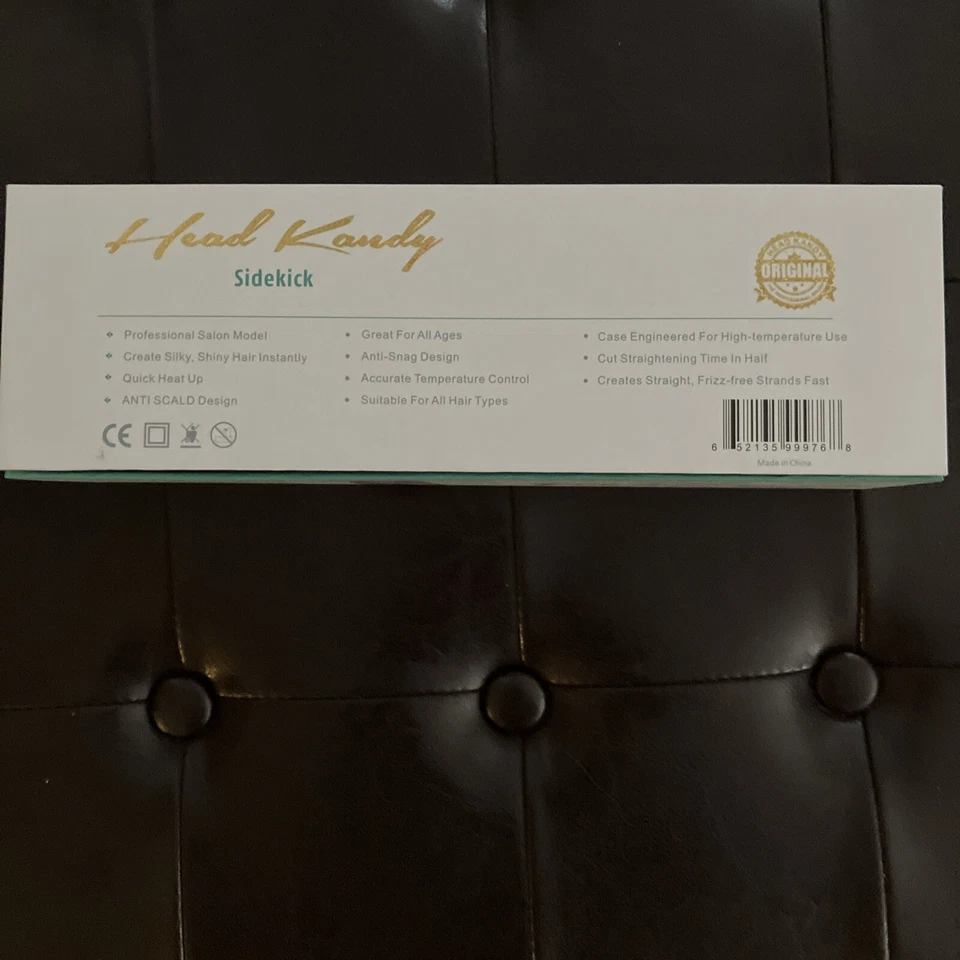 Head Kandy
Sidekick
HEAD KANDY
ORIGINAL
Professional Salon Model
Create Silky, Shiny Hair Instantly
Quick Heat Up
ANTI SCALD Design
Great For All Ages
Anti-Snag Design
Accurate Temperature Control
Suitable For All Hair Types
Case Engineered For High-temperature Use
Cut Straightening Time In Half
Creates Straight, Frizz-free Strands Fast
CE
6 52135 99976 8
Made in China